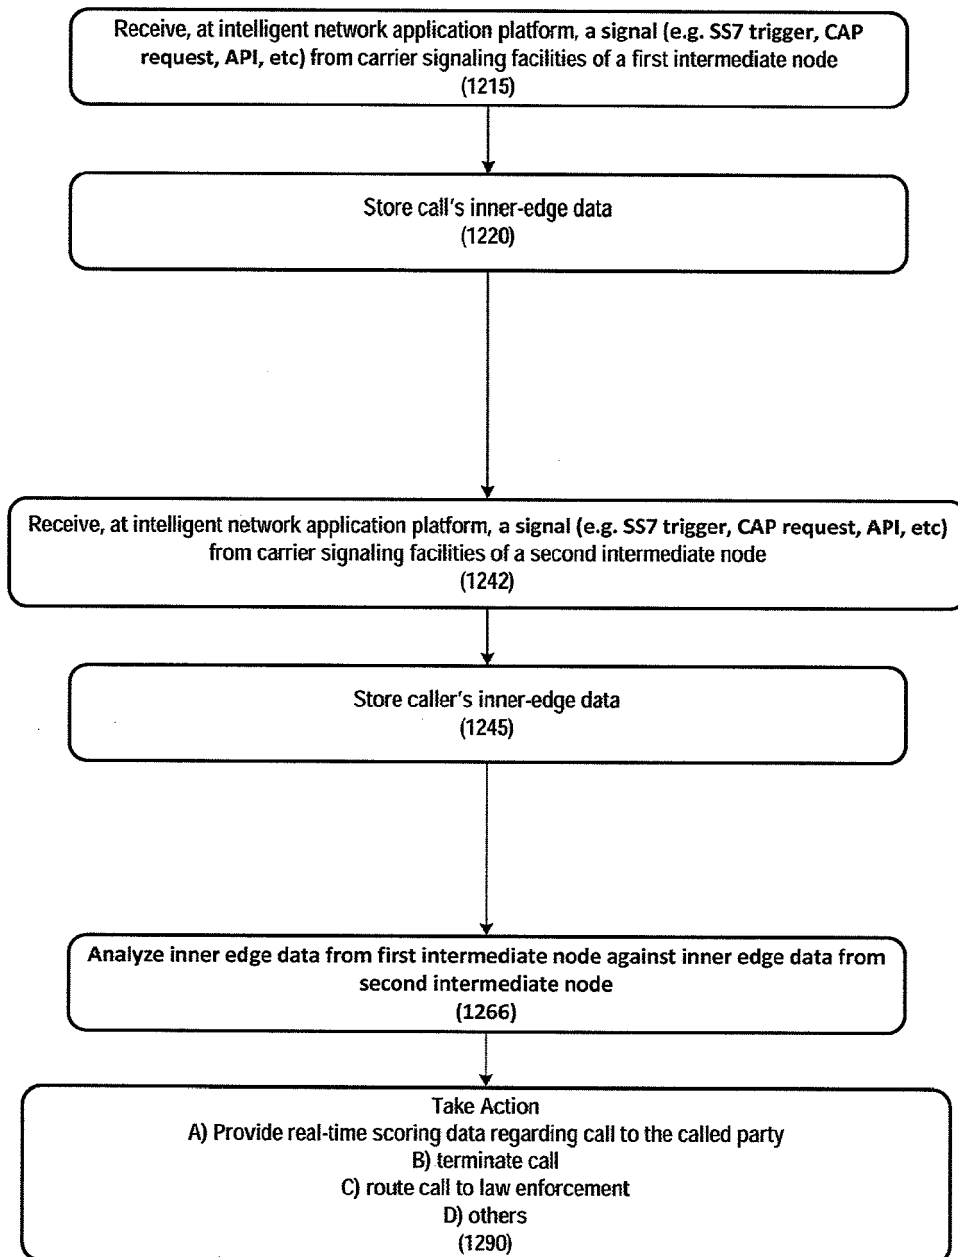 Receive, at intelligent network application platform, a signal (e.g. SS7 trigger, CAP
request, API, etc) from carrier signaling facilities of a first intermediate node
(1215)
Store call's inner-edge data
(1220)
Receive, at intelligent network application platform, a signal (e.g. SS7 trigger, CAP request, API, etc)
from carrier signaling facilities of a second intermediate node
(1242)
Store caller's inner-edge data
(1245)
Analyze inner edge data from first intermediate node against inner edge data from
second intermediate node
(1266)
Take Action
A) Provide real-time scoring data regarding call to the called party
B) terminate call
C) route call to law enforcement
D) others
(1290)